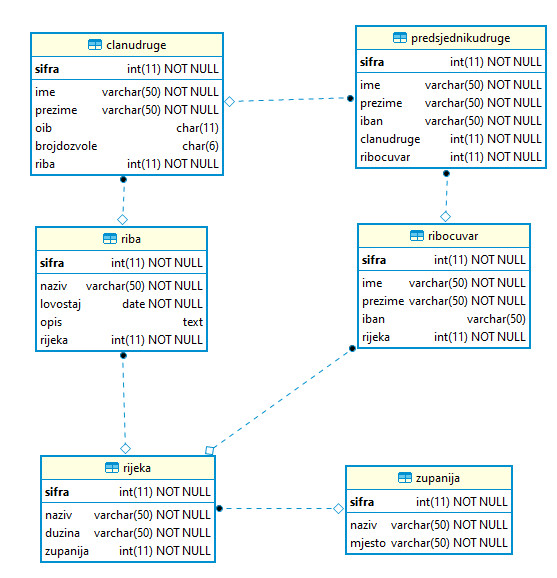 clanudruge
sifra int(11) NOT NULL
ime varchar(50) NOT NULL
prezime varchar(50) NOT NULL
oib char(11)
brojdozvole char(6)
riba int(11) NOT NULL
predsjednikudruge
sifra int(11) NOT NULL
ime varchar(50) NOT NULL
prezime varchar(50) NOT NULL
iban varchar(50) NOT NULL
clanudruge int(11) NOT NULL
ribocuvar int(11) NOT NULL
riba
sifra int(11) NOT NULL
naziv varchar(50) NOT NULL
lovostaj date NOT NULL
opis text
rijeka int(11) NOT NULL
ribocuvar
sifra int(11) NOT NULL
ime varchar(50) NOT NULL
prezime varchar(50) NOT NULL
iban varchar(50)
rijeka int(11) NOT NULL
rijeka
sifra int(11) NOT NULL
naziv varchar(50) NOT NULL
duzina varchar(50) NOT NULL
zupanija int(11) NOT NULL
zupanija
sifra int(11) NOT NULL
naziv varchar(50) NOT NULL
mjesto varchar(50) NOT NULL